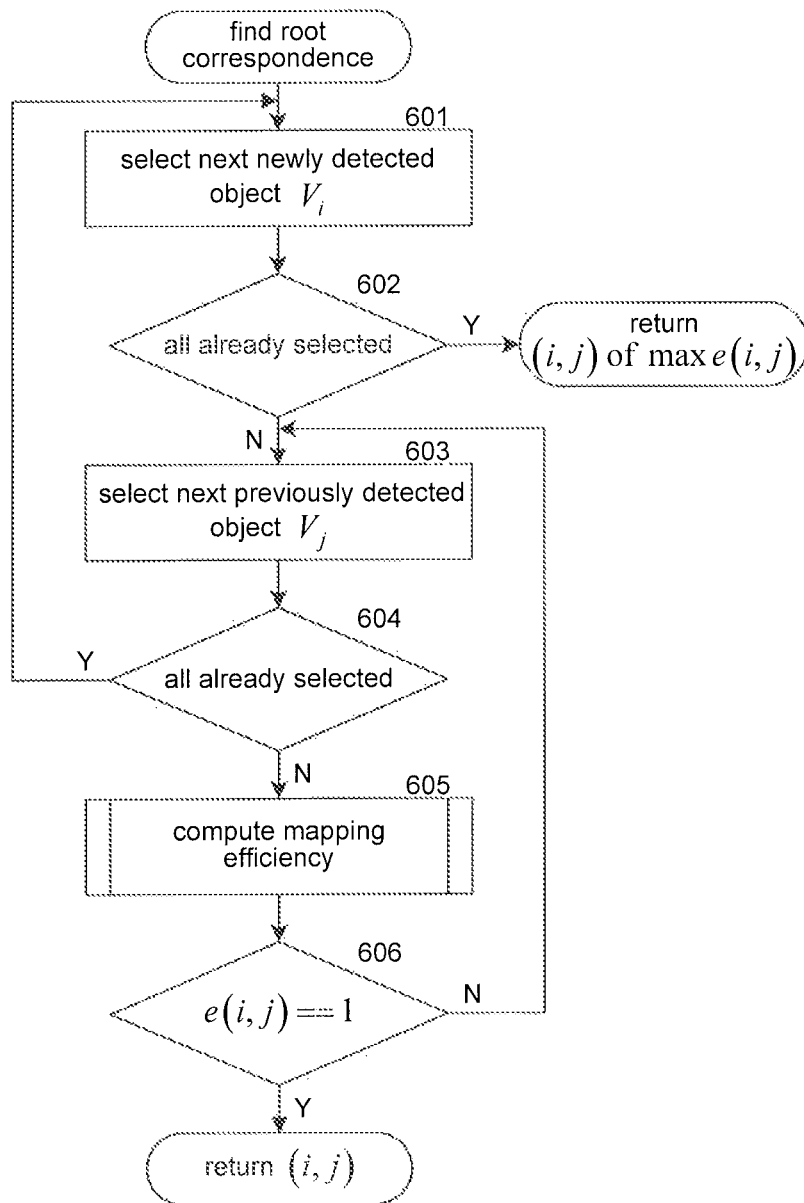 find root
correspondence
601
select next newly detected
object V_i
602
all already selected
Y
return
(i, j) of max e(i, j)
N
603
select next previously detected
object V_j
604
Y
all already selected
N
605
compute mapping
efficiency
606
e(i, j) == 1
N
Y
return (i, j)